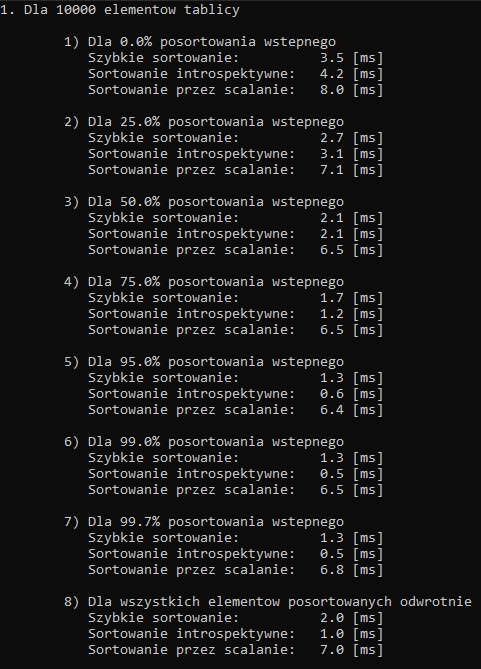 1. Dla 10000 elementow tablicy
1) Dla 0.0% posortowania wstepnego
Szybkie sortowanie: 3.5 [ms]
Sortowanie introspektywne: 4.2 [ms]
Sortowanie przez scalanie: 8.0 [ms]
2) Dla 25.0% posortowania wstepnego
Szybkie sortowanie: 2.7 [ms]
Sortowanie introspektywne: 3.1 [ms]
Sortowanie przez scalanie: 7.1 [ms]
3) Dla 50.0% posortowania wstepnego
Szybkie sortowanie: 2.1 [ms]
Sortowanie introspektywne: 2.1 [ms]
Sortowanie przez scalanie: 6.5 [ms]
4) Dla 75.0% posortowania wstepnego
Szybkie sortowanie: 1.7 [ms]
Sortowanie introspektywne: 1.2 [ms]
Sortowanie przez scalanie: 6.5 [ms]
5) Dla 95.0% posortowania wstepnego
Szybkie sortowanie: 1.3 [ms]
Sortowanie introspektywne: 0.6 [ms]
Sortowanie przez scalanie: 6.4 [ms]
6) Dla 99.0% posortowania wstepnego
Szybkie sortowanie: 1.3 [ms]
Sortowanie introspektywne: 0.5 [ms]
Sortowanie przez scalanie: 6.5 [ms]
7) Dla 99.7% posortowania wstepnego
Szybkie sortowanie: 1.3 [ms]
Sortowanie introspektywne: 0.5 [ms]
Sortowanie przez scalanie: 6.8 [ms]
8) Dla wszystkich elementow posortowanych odwrotnie
Szybkie sortowanie: 2.0 [ms]
Sortowanie introspektywne: 1.0 [ms]
Sortowanie przez scalanie: 7.0 [ms]